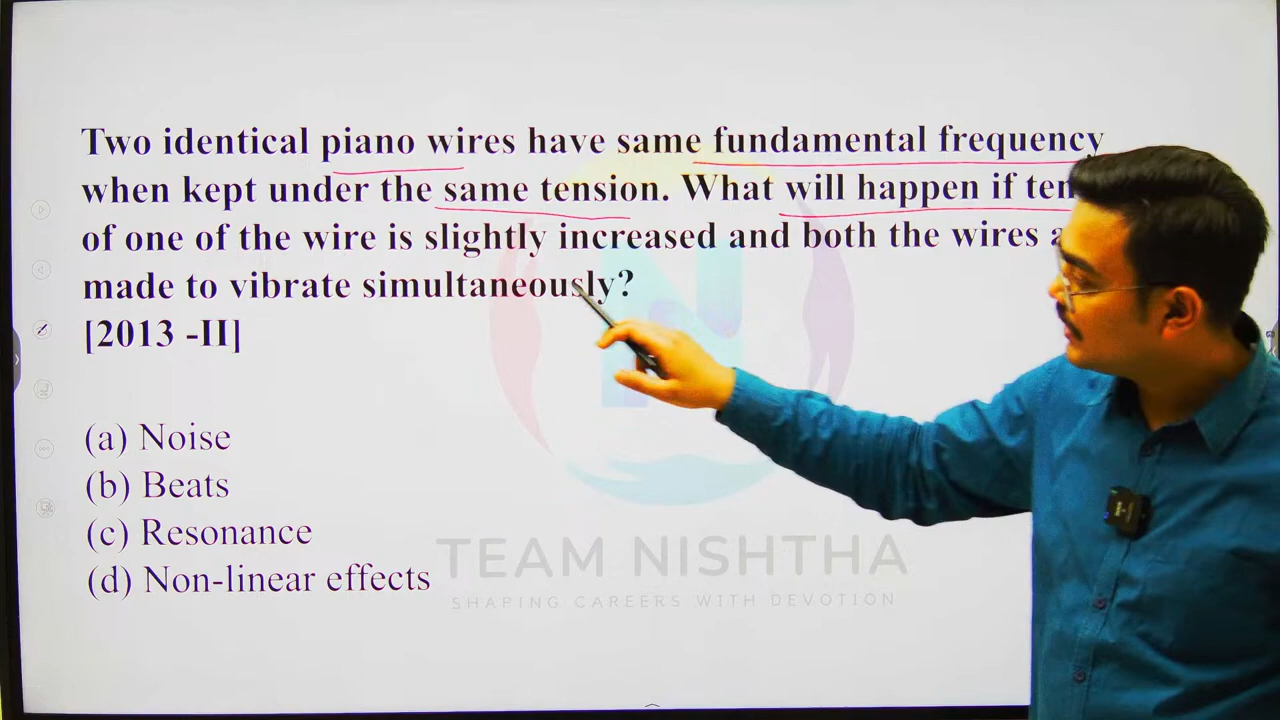 Two identical piano wires have same fundamental frequency
when kept under the same tension. What will happen if
of one of the wire is slightly increased and both the wires
made to vibrate simultaneously?
[2013 -II]
(a) Noise
(b) Beats
(c) Resonance
(d) Non-linear effects
TEAM NISHTHA
SHAPING CAREERS WITH DEVOTION